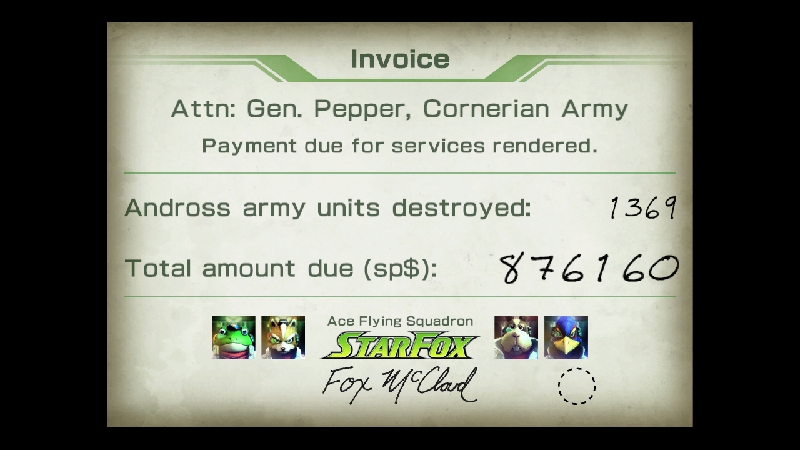 Invoice
Attn: Gen. Pepper, Cornerian Army
Payment due for services rendered.
Andross army units destroyed: 1369
Total amount due (sp$): 876160
Ace Flying Squadron
STARFOX
Fox McCloud